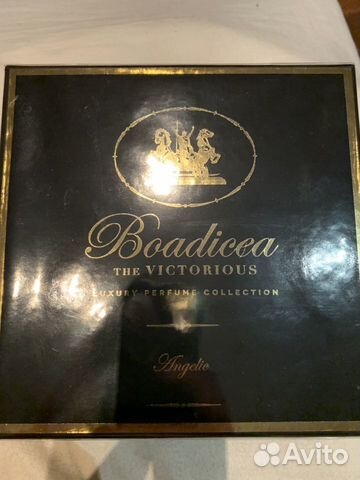 Boadicea
THE VICTORIOUS
LUXURY PERFUME COLLECTION
Angelic
Avito